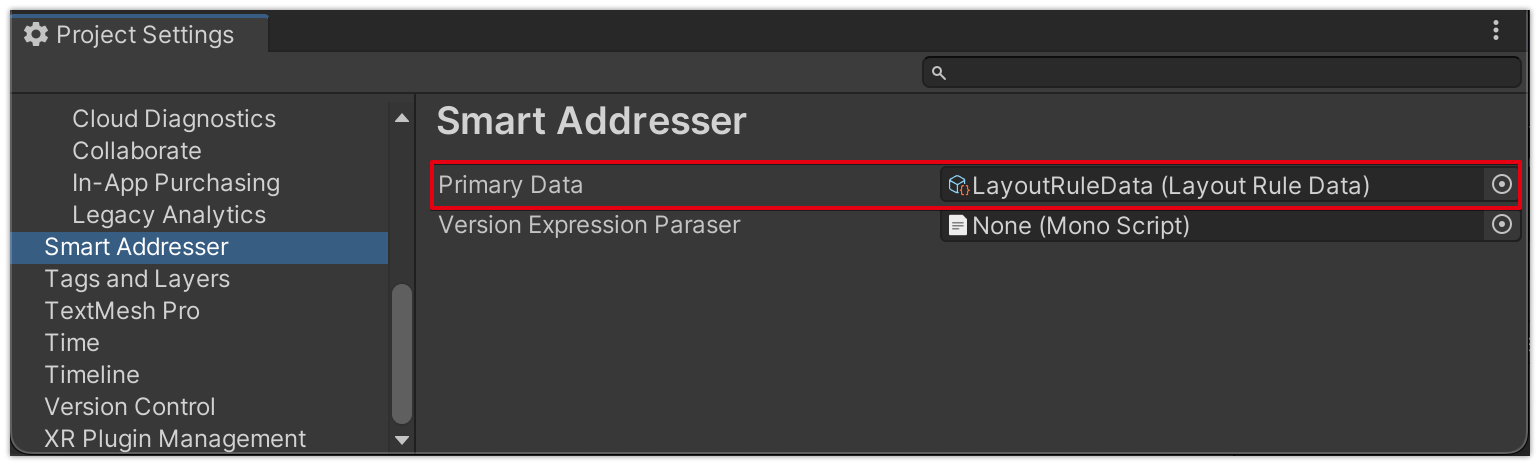 Project Settings
Cloud Diagnostics
Collaborate
In-App Purchasing
Legacy Analytics
Smart Addresser
Tags and Layers
TextMesh Pro
Time
Timeline
Version Control
XR Plugin Management
Smart Addresser
Primary Data LayoutRuleData (Layout Rule Data)
Version Expression Paraser None (Mono Script)